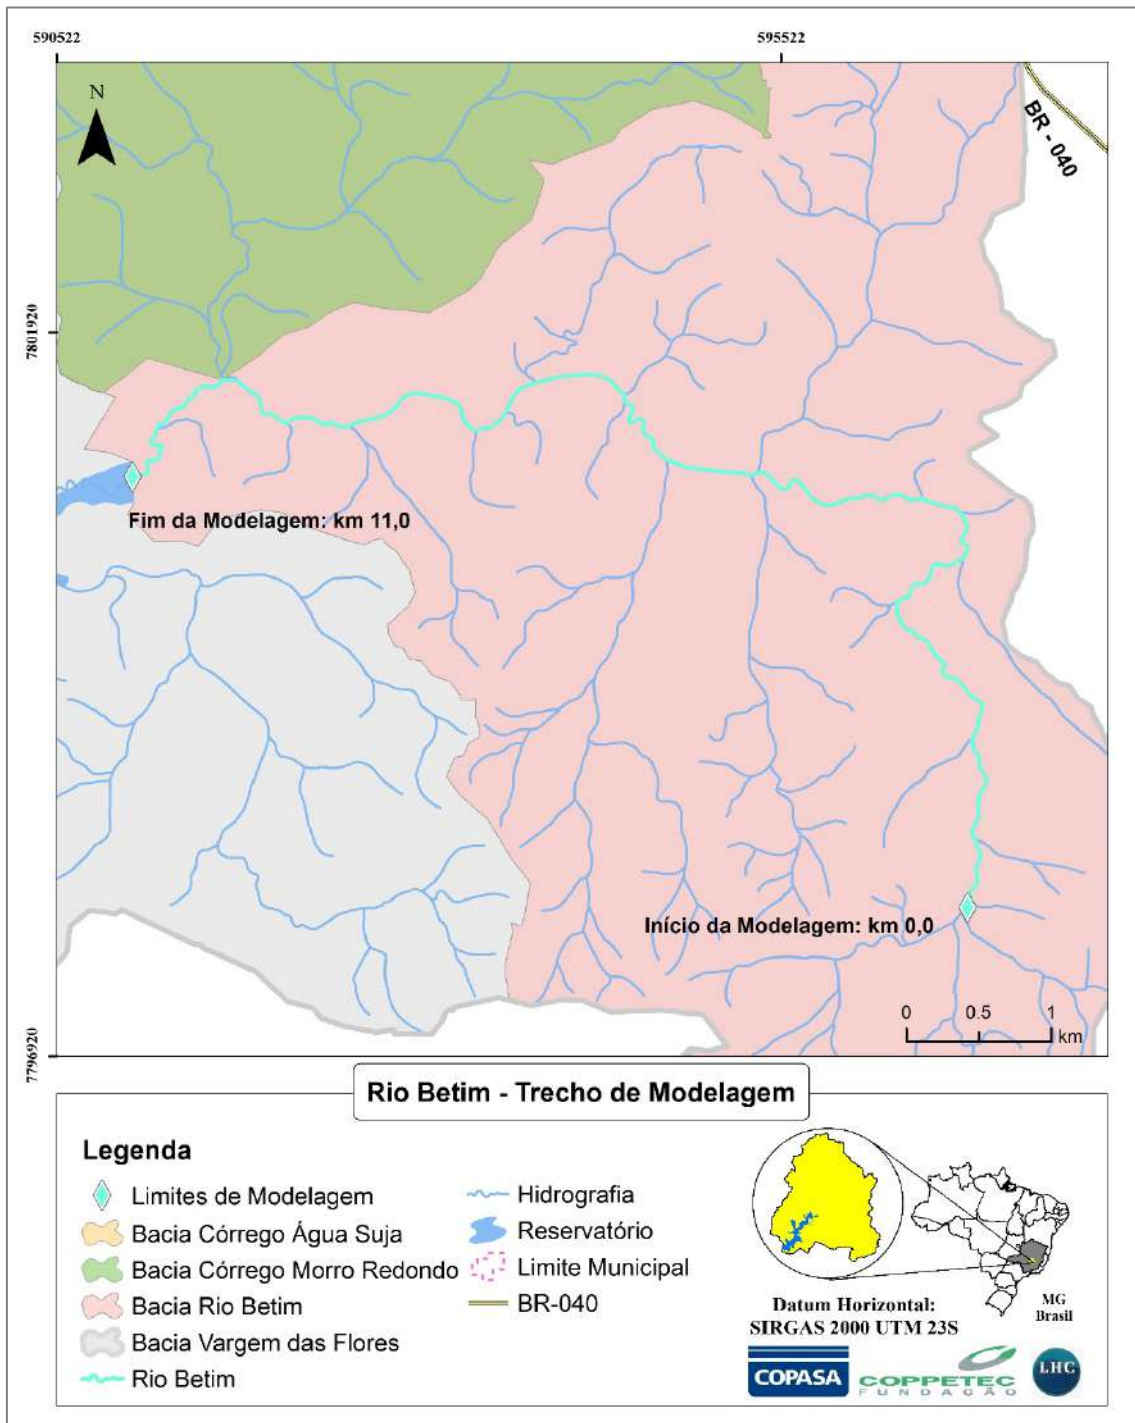 590522
595522
N
BR - 040
7801920
Fim da Modelagem: km 11,0
Início da Modelagem: km 0,0
0 0.5 1
km
7796920
Rio Betim - Trecho de Modelagem
Legenda
Limites de Modelagem
Bacia Córrego Água Suja
Bacia Córrego Morro Redondo
Bacia Rio Betim
Bacia Vargem das Flores
Rio Betim
Hidrografia
Reservatório
Limite Municipal
BR-040
MG
Brasil
Datum Horizontal:
SIRGAS 2000 UTM 23S
COPASA
COPPETEC
FUNDAÇÃO
LHC